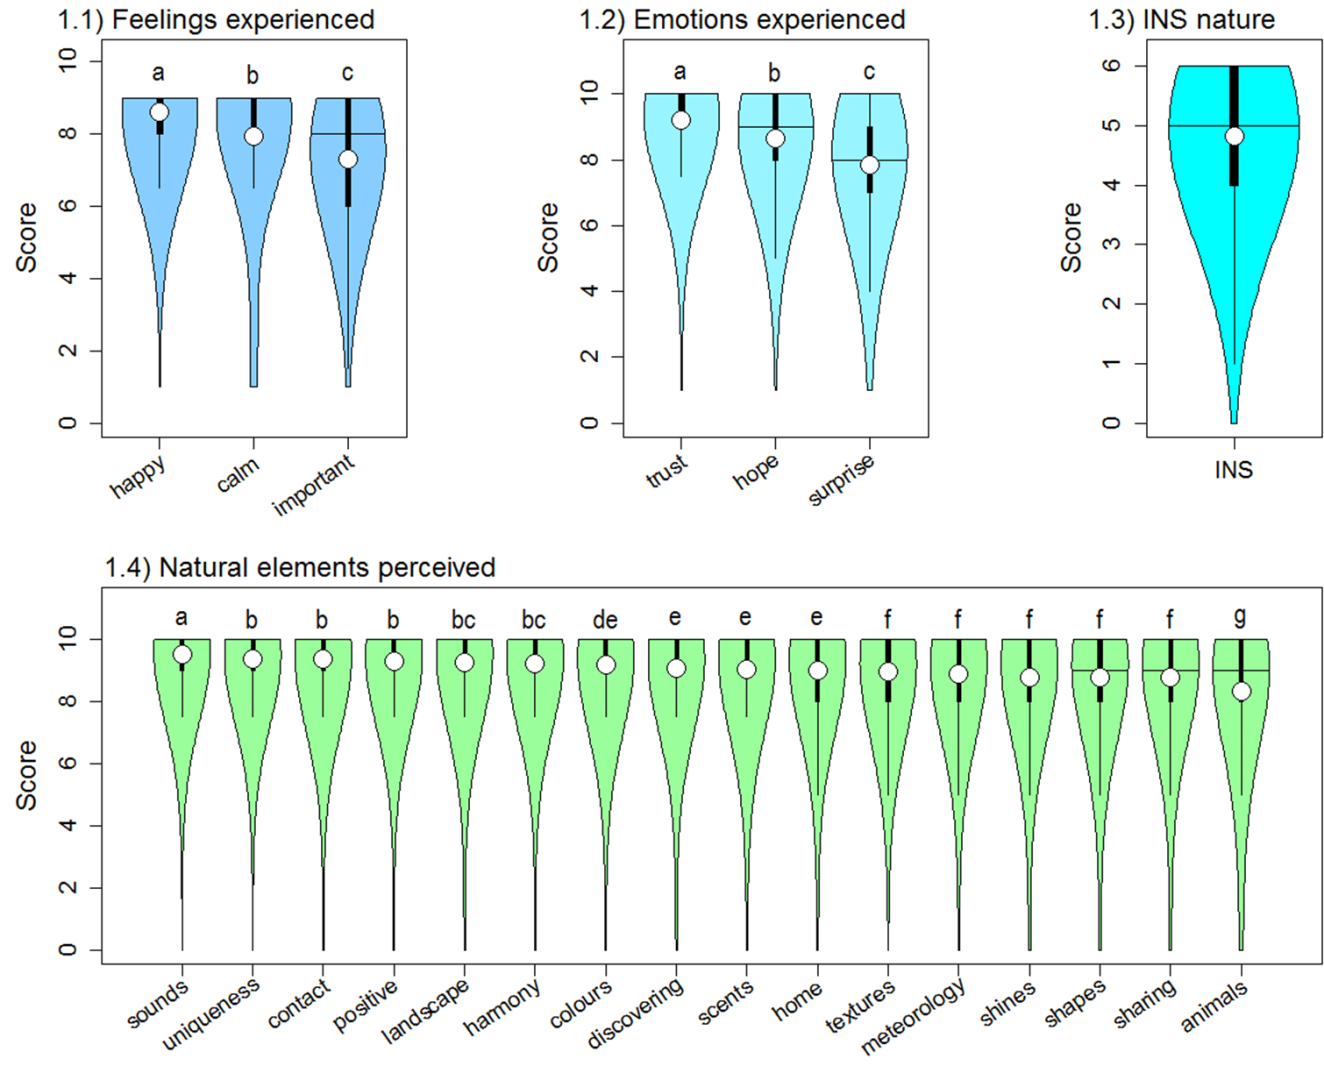 1.1) Feelings experienced
10
8
6
4
2
0
Score
a b c
happy calm important
1.2) Emotions experienced
10
8
6
4
2
0
Score
a b c
trust hope surprise
1.3) INS nature
6
5
4
3
2
1
0
Score
INS
1.4) Natural elements perceived
10
8
6
4
2
0
Score
a b b b bc bc de e e e f f f f f g
sounds uniqueness contact positive landscape harmony colours discovering scents home textures meteorology shines shapes sharing animals